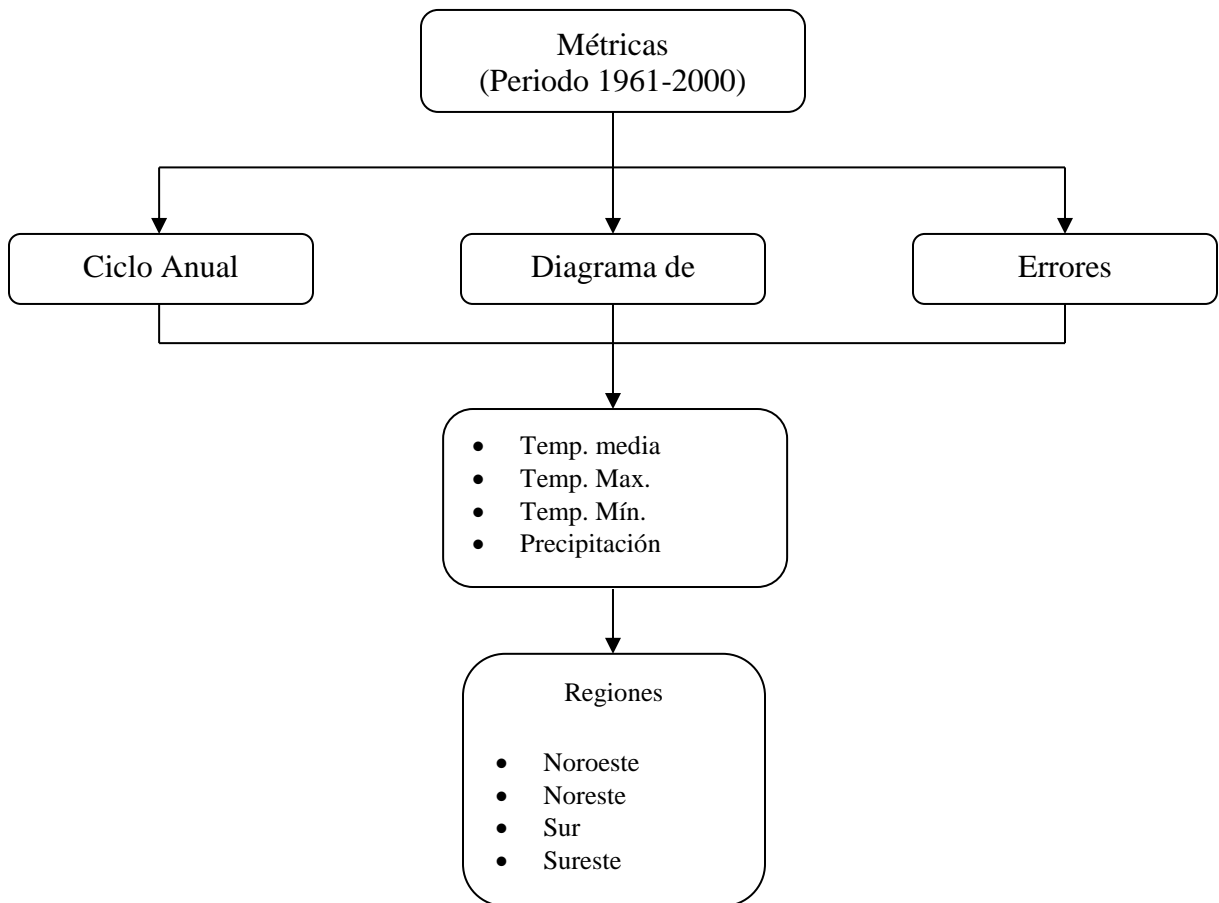 Métricas
(Periodo 1961-2000)
Ciclo Anual
Diagrama de
Errores
• Temp. media
• Temp. Max.
• Temp. Mín.
• Precipitación
Regiones
• Noroeste
• Noreste
• Sur
• Sureste